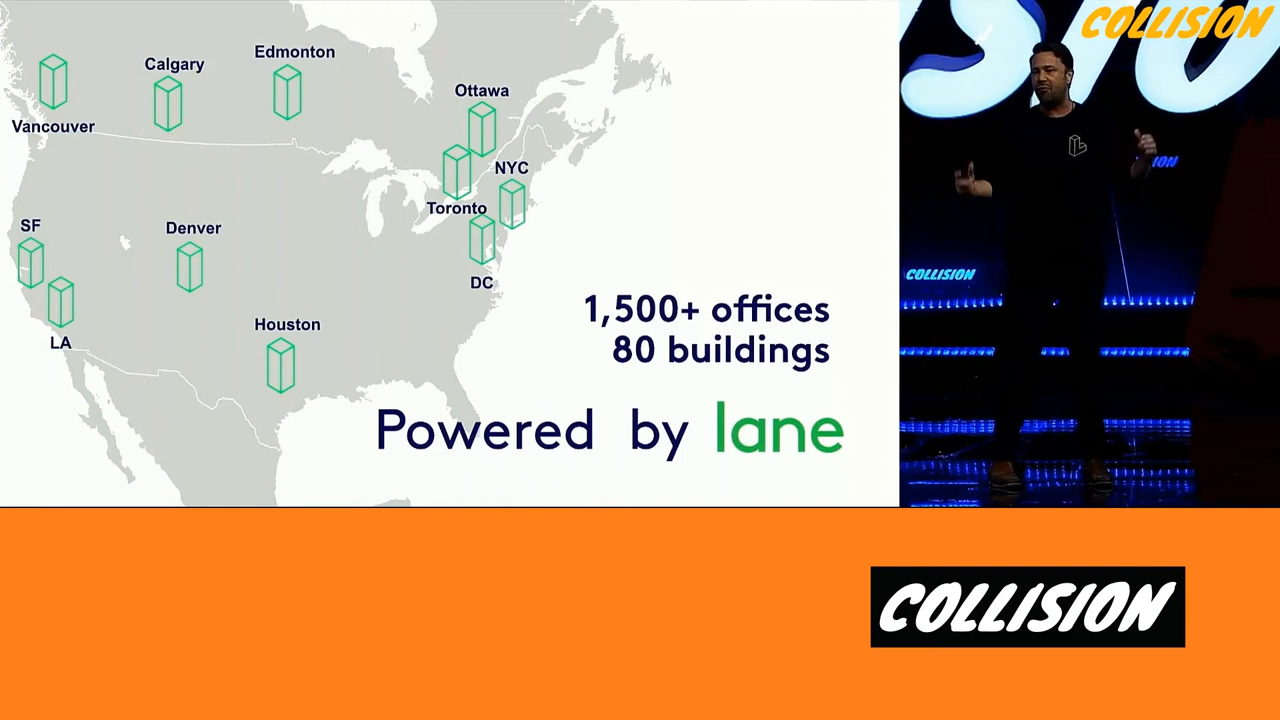 Edmonton
Calgary
Ottawa
Vancouver
NYC
Toronto
SF
Denver
DC
Houston
LA
1,500+ offices
80 buildings
Powered by lane
COLLISION
ION
COLLISION
COLLISION